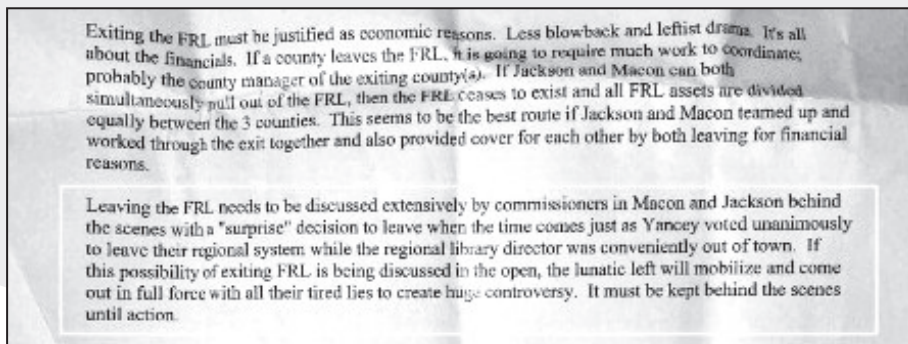 Exiting the FRL must be justified as economic reasons. Less blowback and leftist drama. It's all
about the financials. If a county leaves the FRL, it is going to require much work to coordinate;
probably the county manager of the exiting county(s). If Jackson and Macon can both
simultaneously pull out of the FRL, then the FRL ceases to exist and all FRL assets are divided
equally between the 3 counties. This seems to be the best route if Jackson and Macon teamed up and
worked through the exit together and also provided cover for each other by both leaving for financial
reasons.
Leaving the FRL needs to be discussed extensively by commissioners in Macon and Jackson behind
the scenes with a "surprise" decision to leave when the time comes just as Yancey voted unanimously
to leave their regional system while the regional library director was conveniently out of town. If
this possibility of exiting FRL is being discussed in the open, the lunatic left will mobilize and come
out in full force with all their tired lies to create huge controversy. It must be kept behind the scenes
until action.